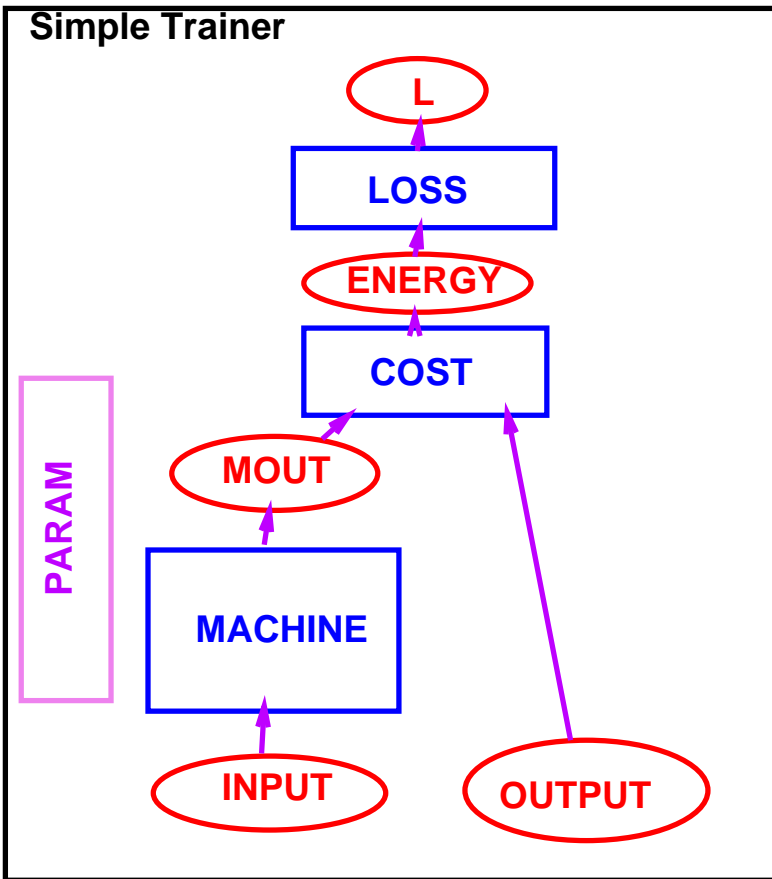 Simple Trainer
L
LOSS
ENERGY
COST
MOUT
PARAM
MACHINE
INPUT
OUTPUT